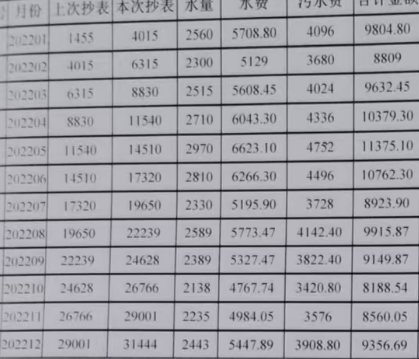 月份 上次抄表 本次抄表 水量 水费 污水费 合计金额
202201 1455 4015 2560 5708.80 4096 9804.80
202202 4015 6315 2300 5129 3680 8809
202203 6315 8830 2515 5608.45 4024 9632.45
202204 8830 11540 2710 6043.30 4336 10379.30
202205 11540 14510 2970 6623.10 4752 11375.10
202206 14510 17320 2810 6266.30 4496 10762.30
202207 17320 19650 2330 5195.90 3728 8923.90
202208 19650 22239 2589 5773.47 4142.40 9915.87
202209 22239 24628 2389 5327.47 3822.40 9149.87
202210 24628 26766 2138 4767.74 3420.80 8188.54
202211 26766 29001 2235 4984.05 3576 8560.05
202212 29001 31444 2443 5447.89 3908.80 9356.69